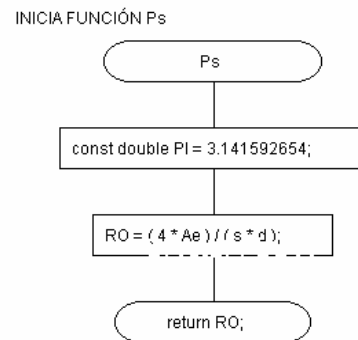 INICIA FUNCIÓN Ps
Ps
const double PI = 3.141592654;
RO = ( 4 * Ae ) / ( s * d );
return RO;